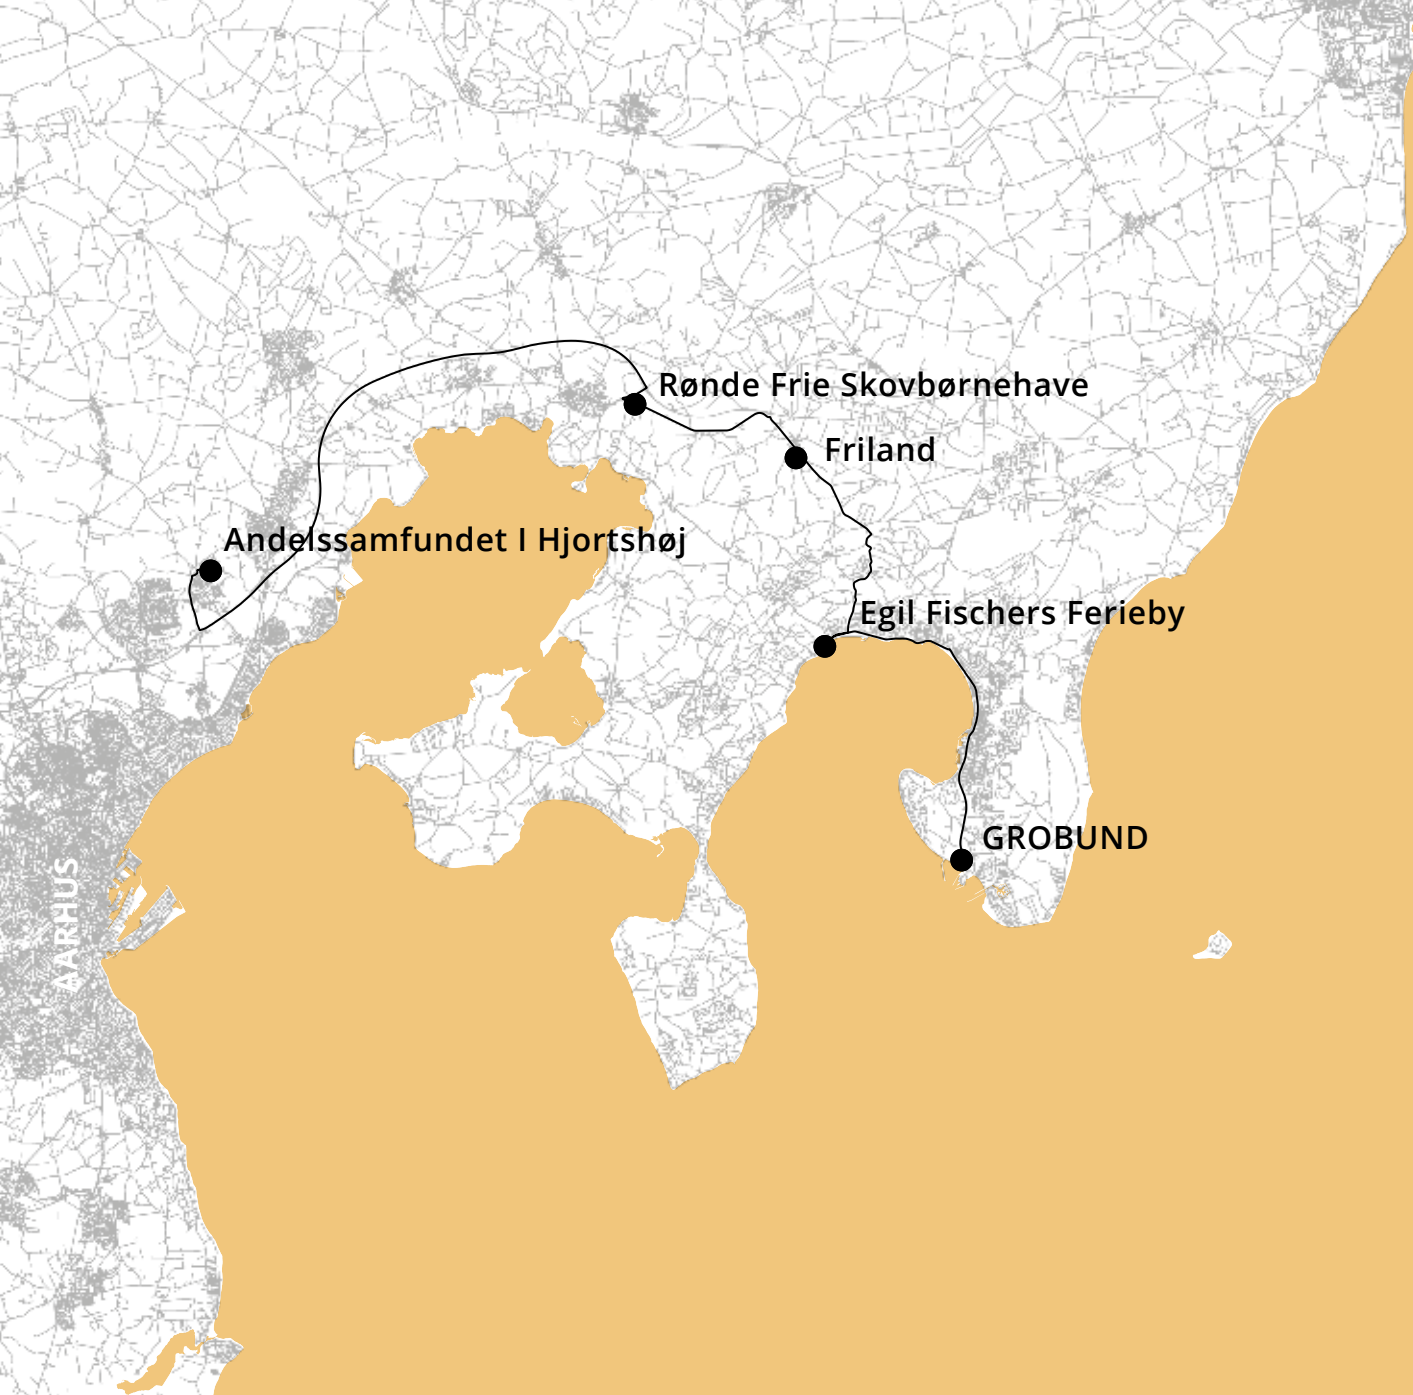 Rønde Frie Skovbørnehave
Friland
Andelssamfundet I Hjortshøj
Egil Fischers Ferieby
GROBUND
AARHUS